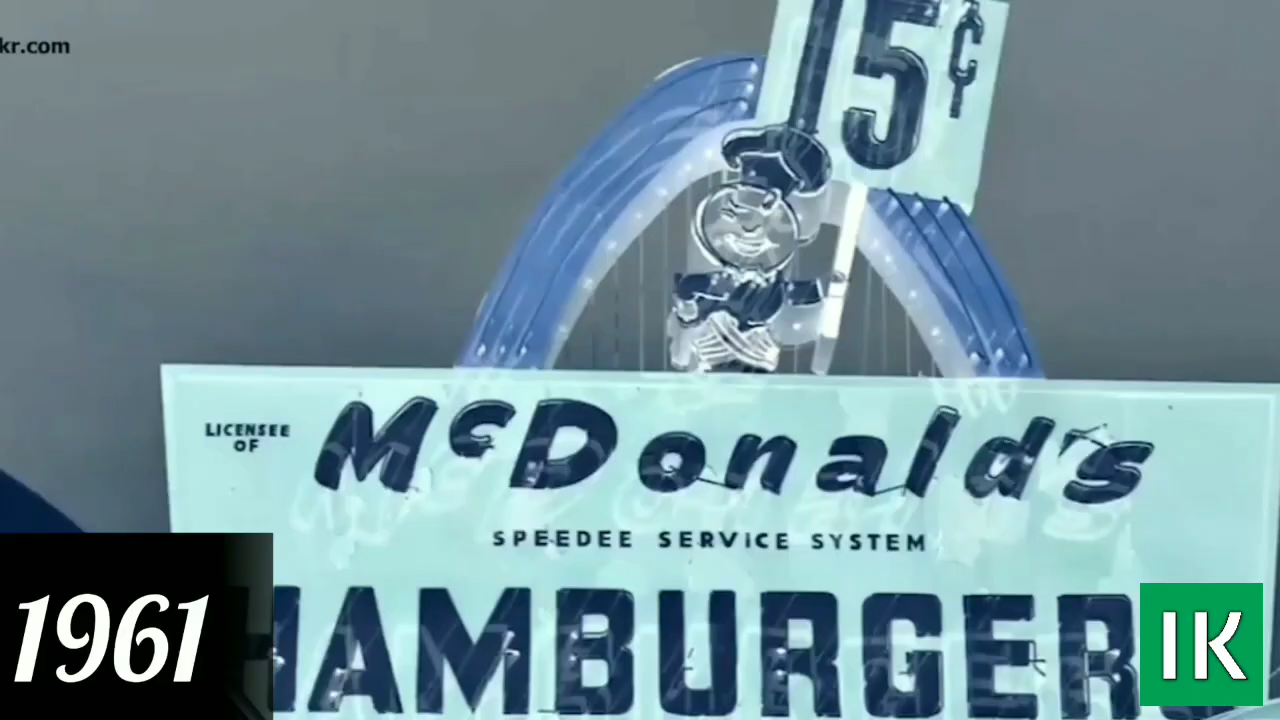 kr.com
15¢
LICENSEE
OF
McDonald's
SPEEDEE SERVICE SYSTEM
HAMBURGER
1961
IK